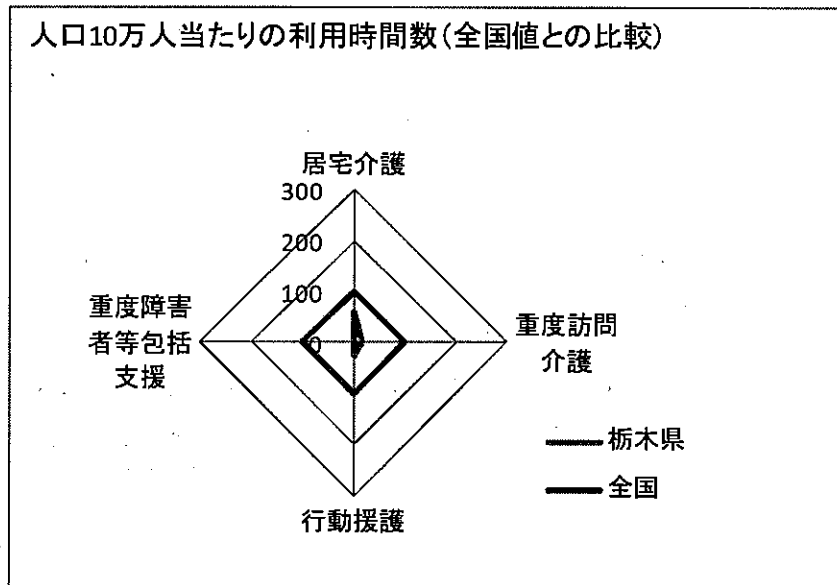 人口10万人当たりの利用時間数(全国値との比較)
居宅介護
300
200
100
0
重度障害
者等包括
支援
重度訪問
介護
行動援護
栃木県
全国